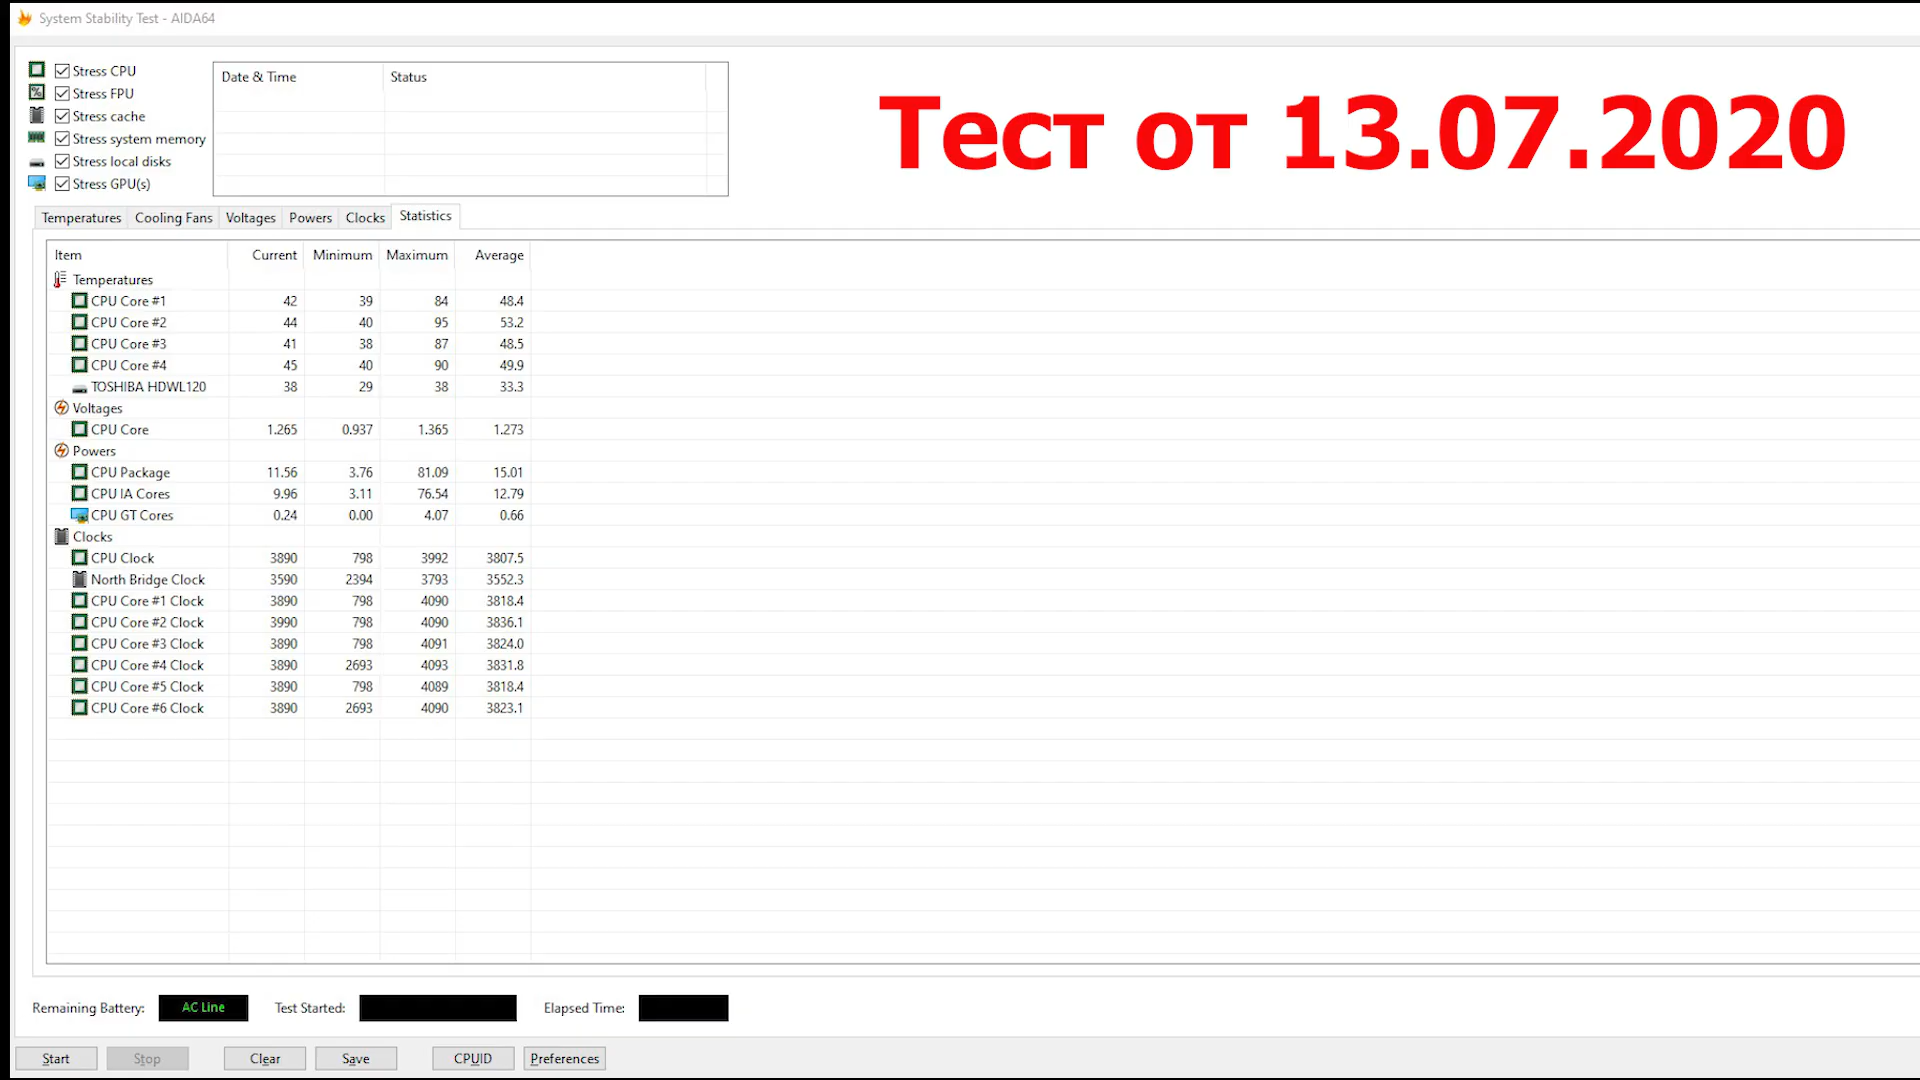 System Stability Test - AIDA64
Тест от 13.07.2020
Stress CPU
Stress FPU
Stress cache
Stress system memory
Stress local disks
Stress GPU(s)
Date & Time Status
Temperatures Cooling Fans Voltages Powers Clocks Statistics
Item Current Minimum Maximum Average
Temperatures
CPU Core #1 42 39 84 48.4
CPU Core #2 44 40 95 53.2
CPU Core #3 41 38 87 48.5
CPU Core #4 45 40 90 49.9
TOSHIBA HDWL120 38 29 38 33.3
Voltages
CPU Core 1.265 0.937 1.365 1.273
Powers
CPU Package 11.56 3.76 81.09 15.01
CPU IA Cores 9.96 3.11 76.54 12.79
CPU GT Cores 0.24 0.00 4.07 0.66
Clocks
CPU Clock 3890 798 3992 3807.5
North Bridge Clock 3590 2394 3793 3552.3
CPU Core #1 Clock 3890 798 4090 3818.4
CPU Core #2 Clock 3990 798 4090 3836.1
CPU Core #3 Clock 3890 798 4091 3824.0
CPU Core #4 Clock 3890 2693 4093 3831.8
CPU Core #5 Clock 3890 798 4089 3818.4
CPU Core #6 Clock 3890 2693 4090 3823.1
Remaining Battery: AC Line Test Started: Elapsed Time:
Start Stop Clear Save CPUID Preferences